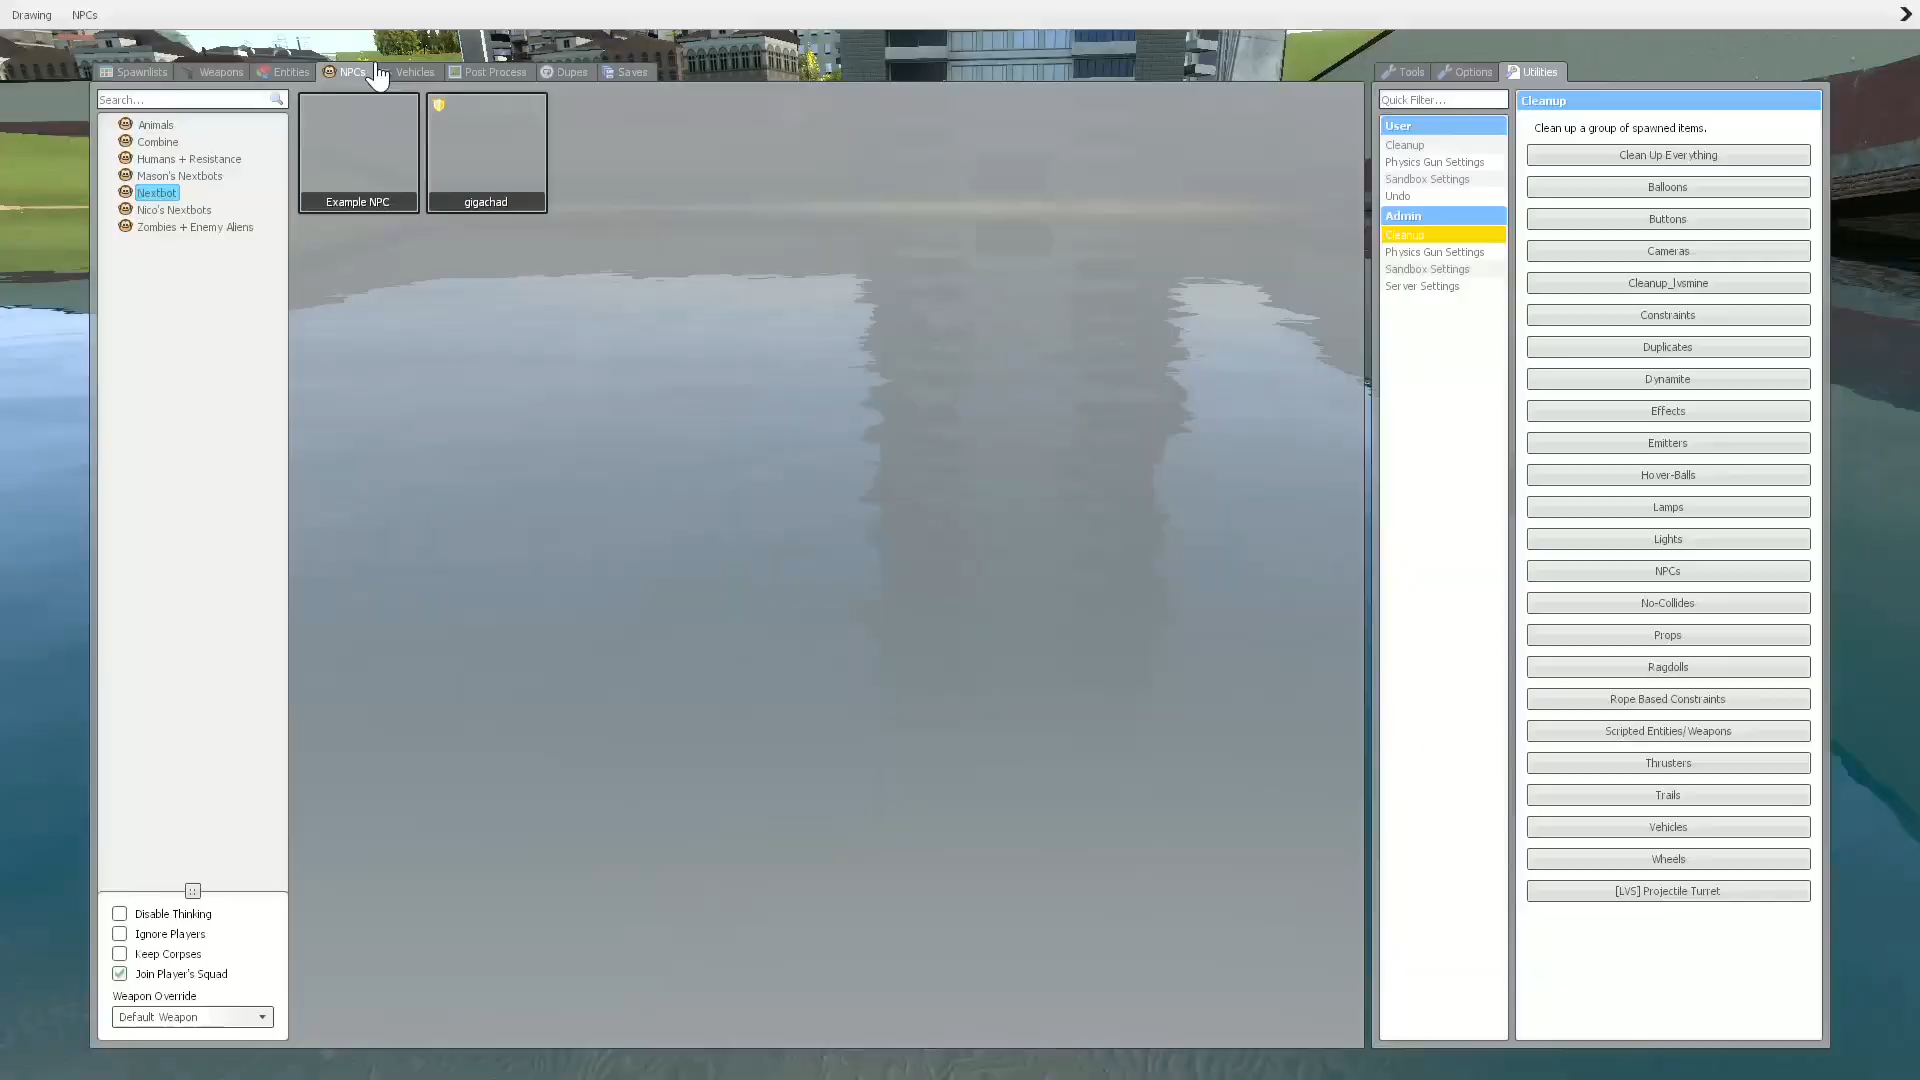 Drawing NPCs
Spawnlists Weapons Entities NPCs Vehicles Post Process Dupes Saves
Search...
Animals
Combine
Humans + Resistance
Mason's Nextbots
Nextbot
Nico's Nextbots
Zombies + Enemy Aliens
Example NPC
gigachad
Disable Thinking
Ignore Players
Keep Corpses
Join Player's Squad
Weapon Override
Default Weapon
Tools Options Utilities
Quick Filter...
User
Cleanup
Physics Gun Settings
Sandbox Settings
Undo
Admin
Cleanup
Physics Gun Settings
Sandbox Settings
Server Settings
Cleanup
Clean up a group of spawned items.
Clean Up Everything
Balloons
Buttons
Cameras
Cleanup_lvsmine
Constraints
Duplicates
Dynamite
Effects
Emitters
Hover-Balls
Lamps
Lights
NPCs
No-Collides
Props
Ragdolls
Rope Based Constraints
Scripted Entities/Weapons
Thrusters
Trails
Vehicles
Wheels
[LVS] Projectile Turret